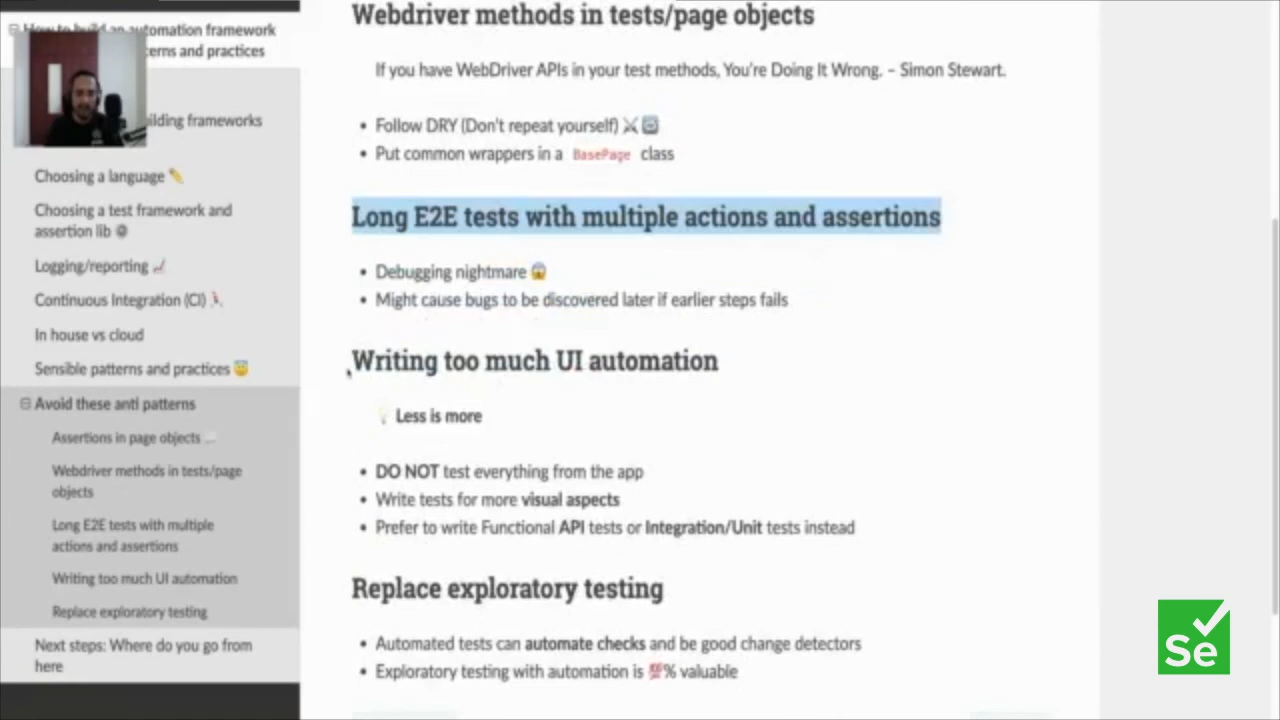 How to build an automation framework
terns and practices
ilding frameworks
Choosing a language ✏️
Choosing a test framework and
assertion lib
Logging/reporting
Continuous Integration (CI)
In house vs cloud
Sensible patterns and practices 😇
Avoid these anti patterns
Assertions in page objects
Webdriver methods in tests/page
objects
Long E2E tests with multiple
actions and assertions
Writing too much UI automation
Replace exploratory testing
Next steps: Where do you go from
here
Webdriver methods in tests/page objects
If you have WebDriver APIs in your test methods, You're Doing It Wrong. – Simon Stewart.
• Follow DRY (Don't repeat yourself)
• Put common wrappers in a BasePage class
Long E2E tests with multiple actions and assertions
• Debugging nightmare 😱
• Might cause bugs to be discovered later if earlier steps fails
Writing too much UI automation
💡 Less is more
• DO NOT test everything from the app
• Write tests for more visual aspects
• Prefer to write Functional API tests or Integration/Unit tests instead
Replace exploratory testing
• Automated tests can automate checks and be good change detectors
• Exploratory testing with automation is 💯% valuable
Se